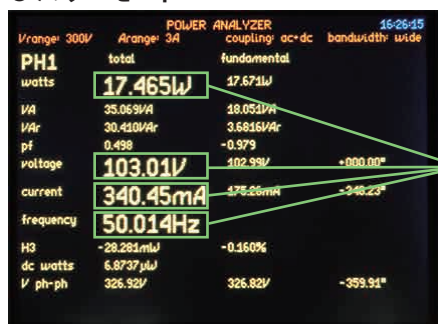 POWER ANALYZER 16:26:15
Vrange: 300V Arange: 3A coupling: ac+dc bandwidth: wide
PH1 total fundamental
watts 17.465W 17.671W
VA 35.069VA 18.051VA
VAr 30.410VAr 3.6816VAr
pf 0.498 -0.979
voltage 103.01V 102.99V +000.00°
current 340.45mA
frequency 50.014Hz
H3 -28.281mW -0.160%
dc watts 6.8737μW
V ph-ph 326.92V 326.82V -359.91°